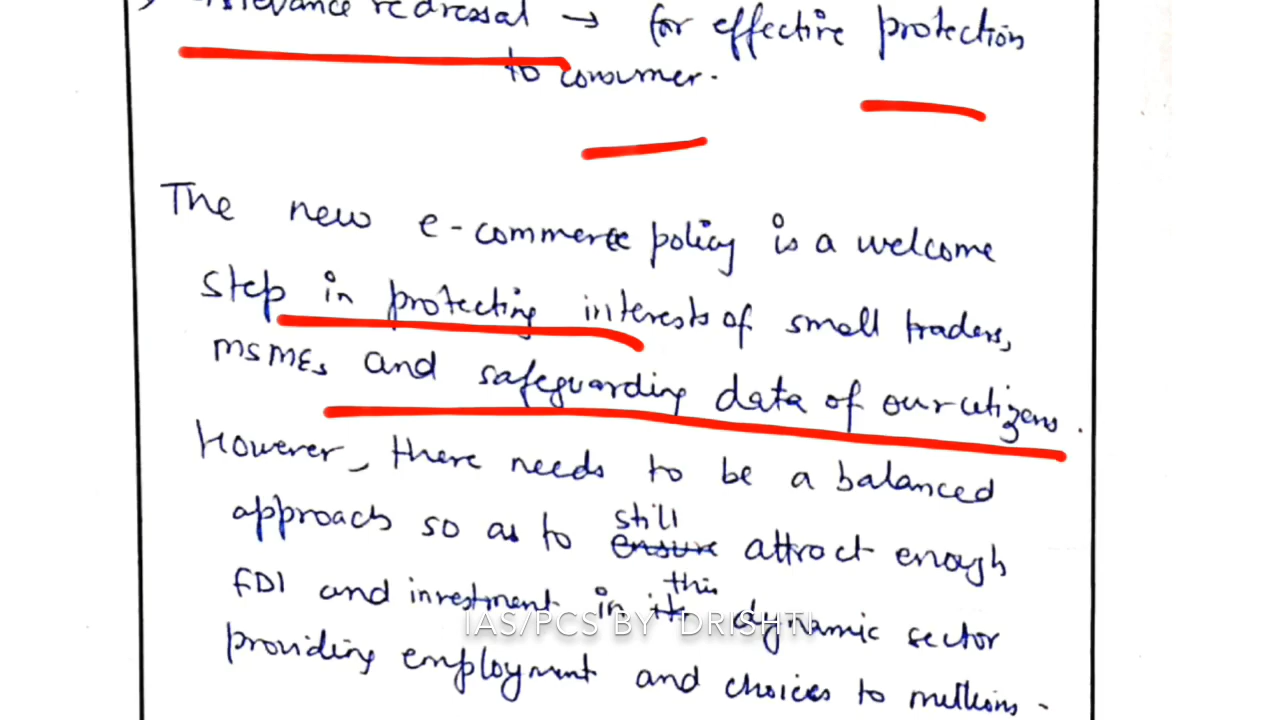 redressal → for effective protection
to consumer.
The new e-commerce policy is a welcome
step in protecting interests of small traders,
MSMEs and safeguarding data of our citizens.
However, there needs to be a balanced
approach so as to ensure still attract enough
FDI and investment in it this dynamic sector
IAS/PCS BY DRISHTI
providing employment and choices to millions.